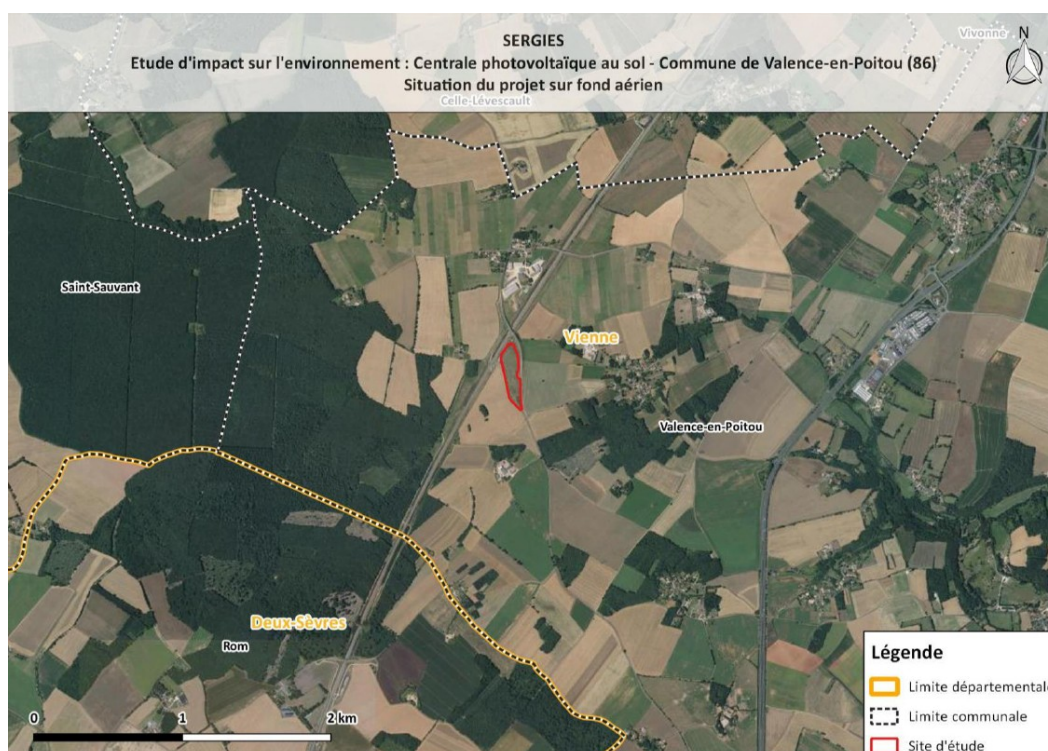 Vivonne
N
SERGIES
Etude d'impact sur l'environnement : Centrale photovoltaïque au sol - Commune de Valence-en-Poitou (86)
Situation du projet sur fond aérien
Celle-Lévescault
Saint-Sauvant
Vienne
Valence-en-Poitou
Deux-Sèvres
Rom
Légende
Limite départementale
Limite communale
Site d'étude
0 1 2 km